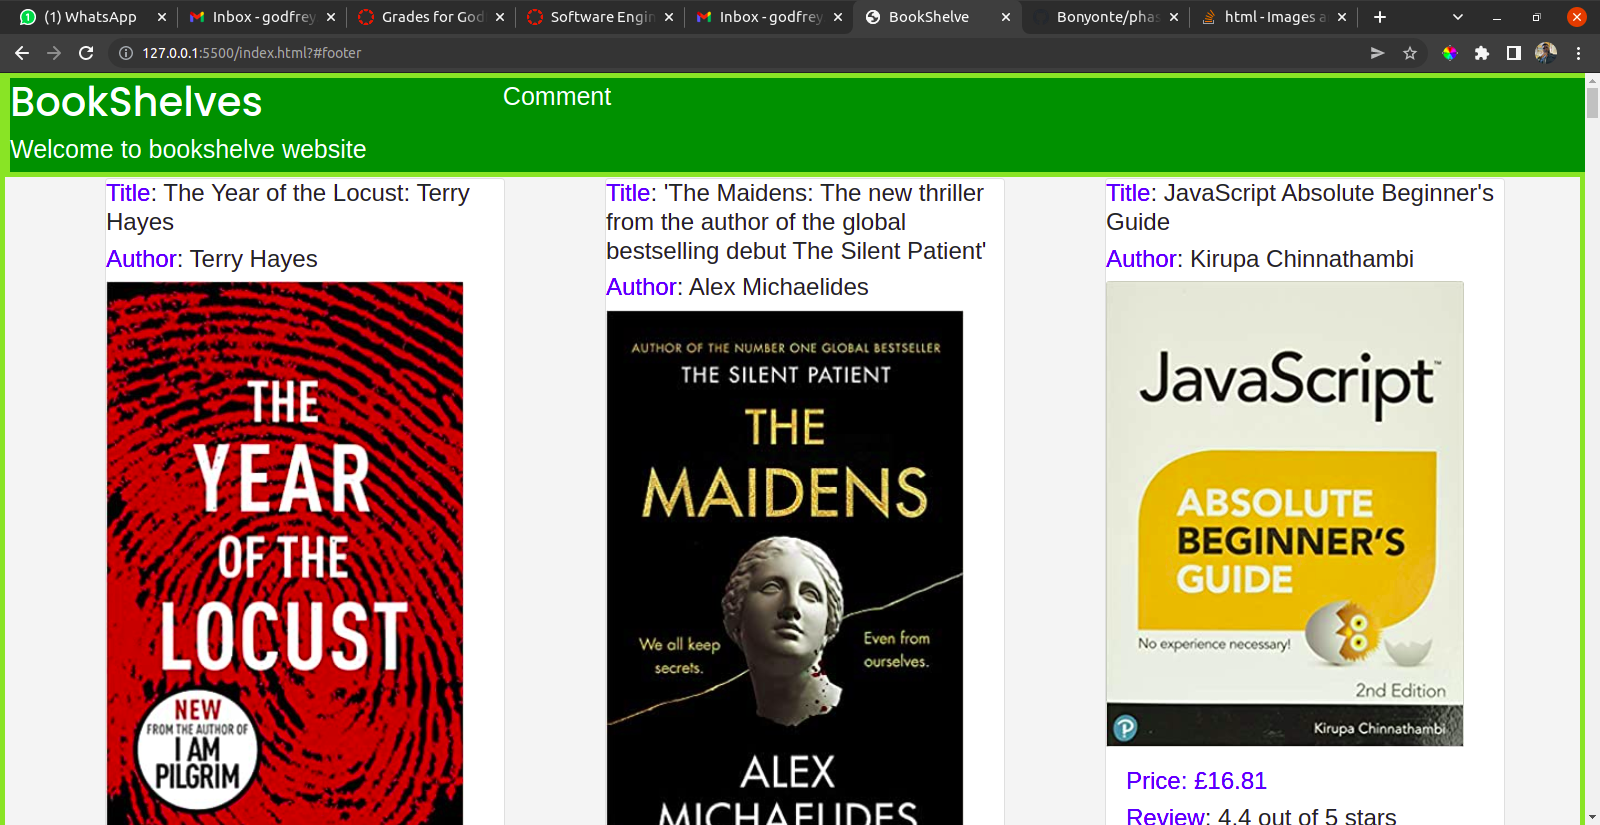 (1) WhatsApp
Inbox - godfrey
Grades for God
Software Engin
Inbox - godfrey
BookShelve
Bonyonte/phas
html - Images a
127.0.0.1:5500/index.html?#footer
BookShelves
Comment
Welcome to bookshelve website
Title: The Year of the Locust: Terry
Hayes
Author: Terry Hayes
THE
YEAR
OF THE
LOCUST
NEW
FROM THE AUTHOR OF
I AM
PILGRIM
Title: 'The Maidens: The new thriller
from the author of the global
bestselling debut The Silent Patient'
Author: Alex Michaelides
AUTHOR OF THE NUMBER ONE GLOBAL BESTSELLER
THE SILENT PATIENT
THE
MAIDENS
We all keep
secrets.
Even from
ourselves.
ALEX
MICHAELIDES
Title: JavaScript Absolute Beginner's
Guide
Author: Kirupa Chinnathambi
JavaScript™
ABSOLUTE
BEGINNER'S
GUIDE
No experience necessary!
2nd Edition
P
Kirupa Chinnathambi
Price: £16.81
Review: 4.4 out of 5 stars